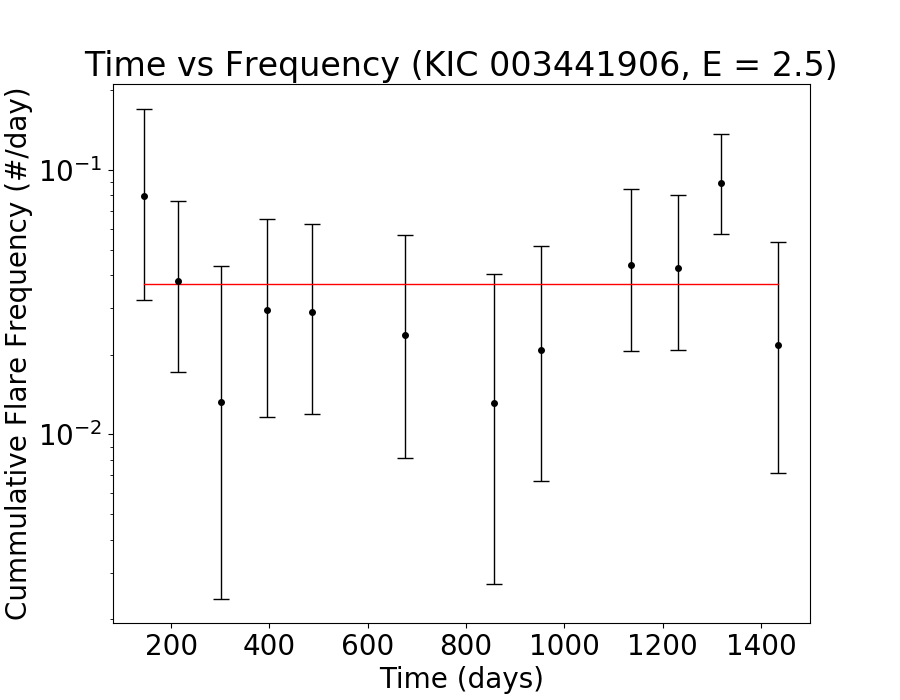 Time vs Frequency (KIC 003441906, E = 2.5)
Cummulative Flare Frequency (#/day)
10⁻¹
10⁻²
200 400 600 800 1000 1200 1400
Time (days)